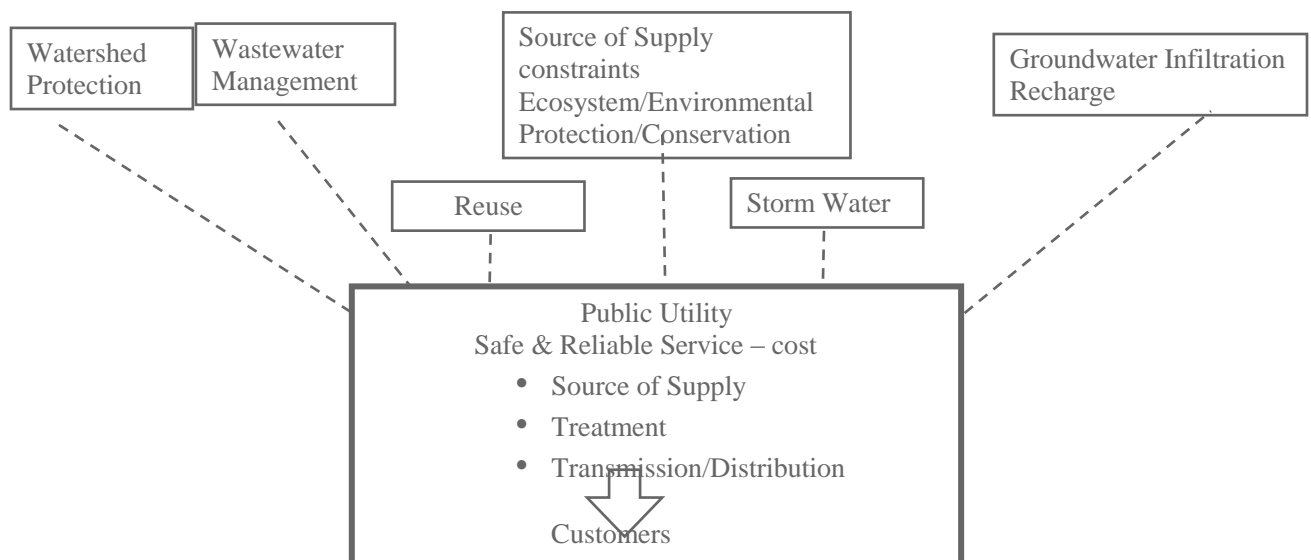 Watershed
Protection
Wastewater
Management
Source of Supply
constraints
Ecosystem/Environmental
Protection/Conservation
Groundwater Infiltration
Recharge
Reuse
Storm Water
Public Utility
Safe & Reliable Service – cost
• Source of Supply
• Treatment
• Transmission/Distribution
Customers